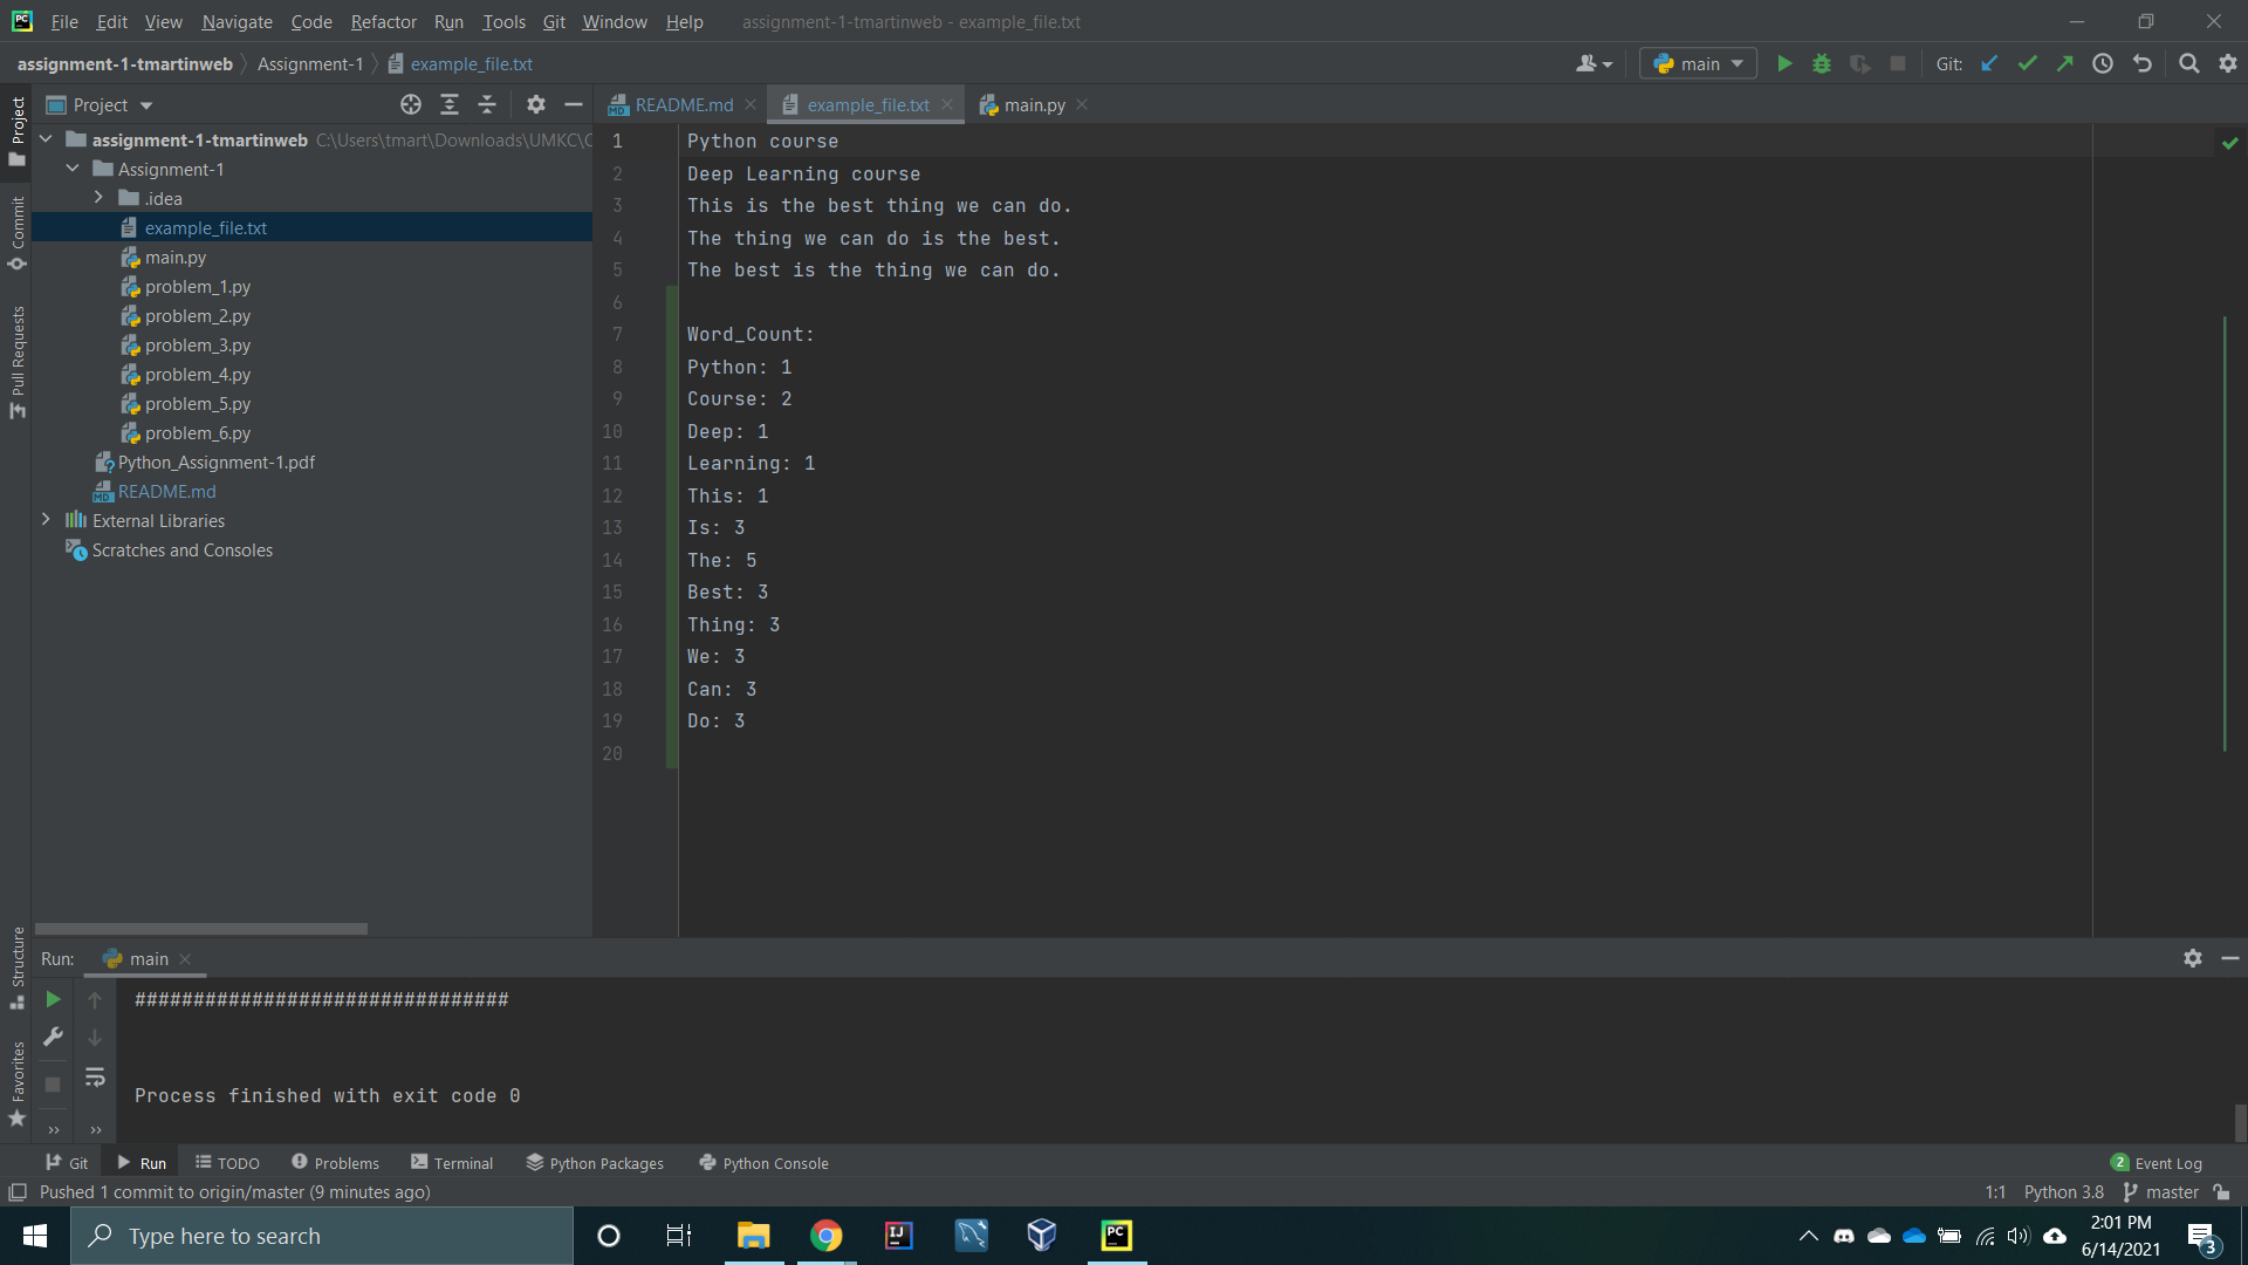 File Edit View Navigate Code Refactor Run Tools Git Window Help assignment-1-tmartinweb - example_file.txt
assignment-1-tmartinweb Assignment-1 example_file.txt main Git:
Project
README.md example_file.txt main.py
Project
Commit
Pull Requests
Structure
Favorites
assignment-1-tmartinweb C:\Users\tmart\Downloads\UMKC\C
Assignment-1
.idea
example_file.txt
main.py
problem_1.py
problem_2.py
problem_3.py
problem_4.py
problem_5.py
problem_6.py
Python_Assignment-1.pdf
README.md
External Libraries
Scratches and Consoles
1 Python course
2 Deep Learning course
3 This is the best thing we can do.
4 The thing we can do is the best.
5 The best is the thing we can do.
6
7 Word_Count:
8 Python: 1
9 Course: 2
10 Deep: 1
11 Learning: 1
12 This: 1
13 Is: 3
14 The: 5
15 Best: 3
16 Thing: 3
17 We: 3
18 Can: 3
19 Do: 3
20
Run: main
################################
Process finished with exit code 0
Git Run TODO Problems Terminal Python Packages Python Console 2 Event Log
Pushed 1 commit to origin/master (9 minutes ago) 1:1 Python 3.8 master
Type here to search
2:01 PM
6/14/2021
3